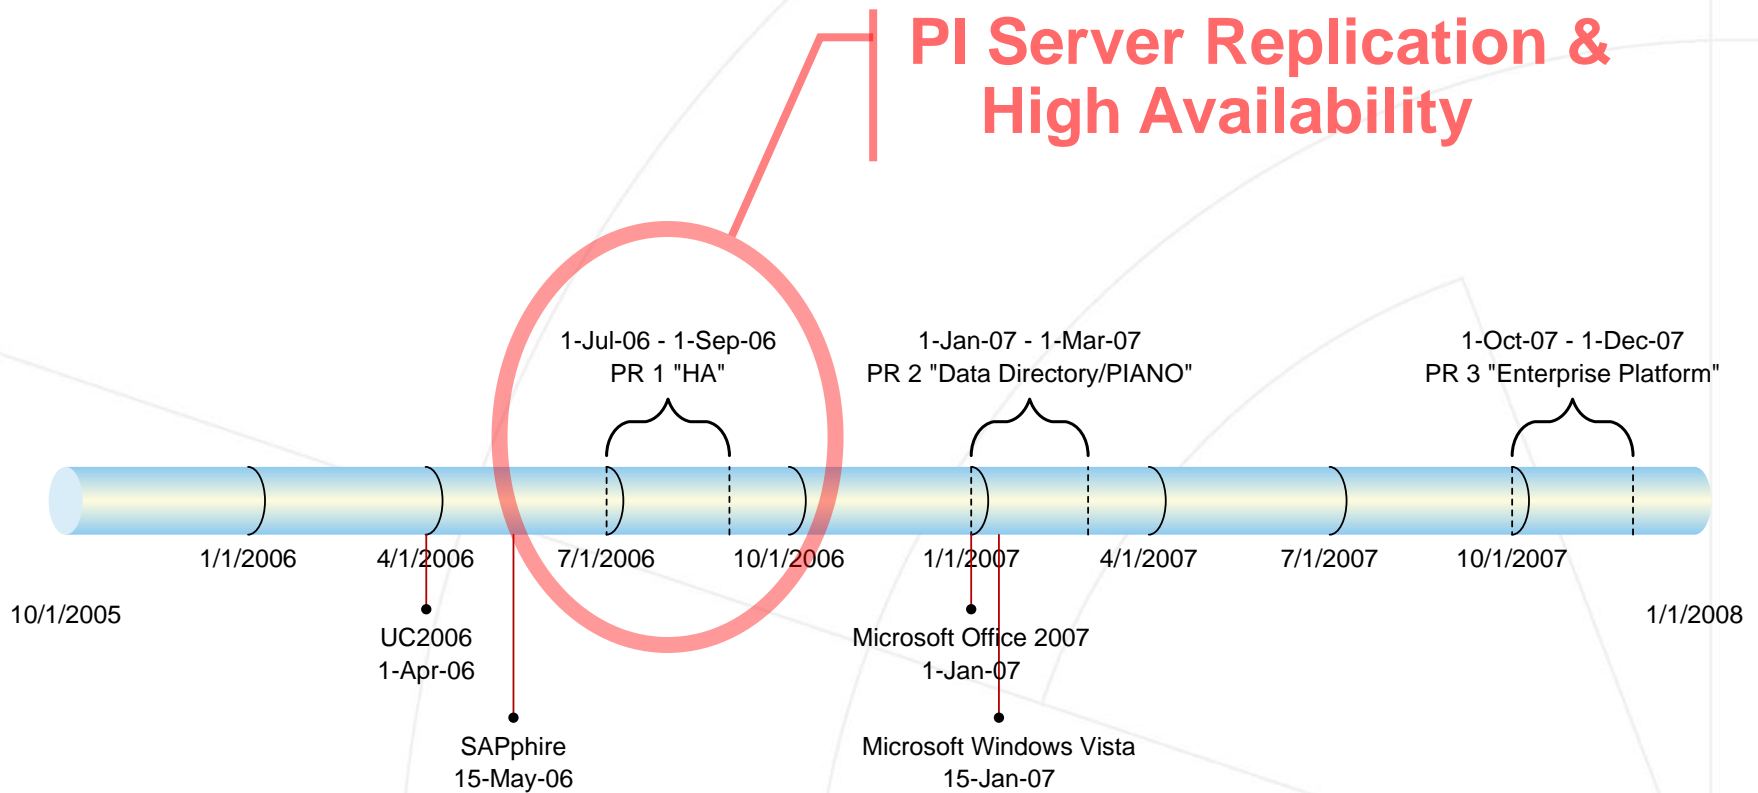 PI Server Replication &
High Availability
1-Jul-06 - 1-Sep-06
PR 1 "HA"
1-Jan-07 - 1-Mar-07
PR 2 "Data Directory/PIANO"
1-Oct-07 - 1-Dec-07
PR 3 "Enterprise Platform"
1/1/2006
4/1/2006
7/1/2006
10/1/2006
1/1/2007
4/1/2007
7/1/2007
10/1/2007
10/1/2005
1/1/2008
UC2006
1-Apr-06
Microsoft Office 2007
1-Jan-07
SAPphire
15-May-06
Microsoft Windows Vista
15-Jan-07